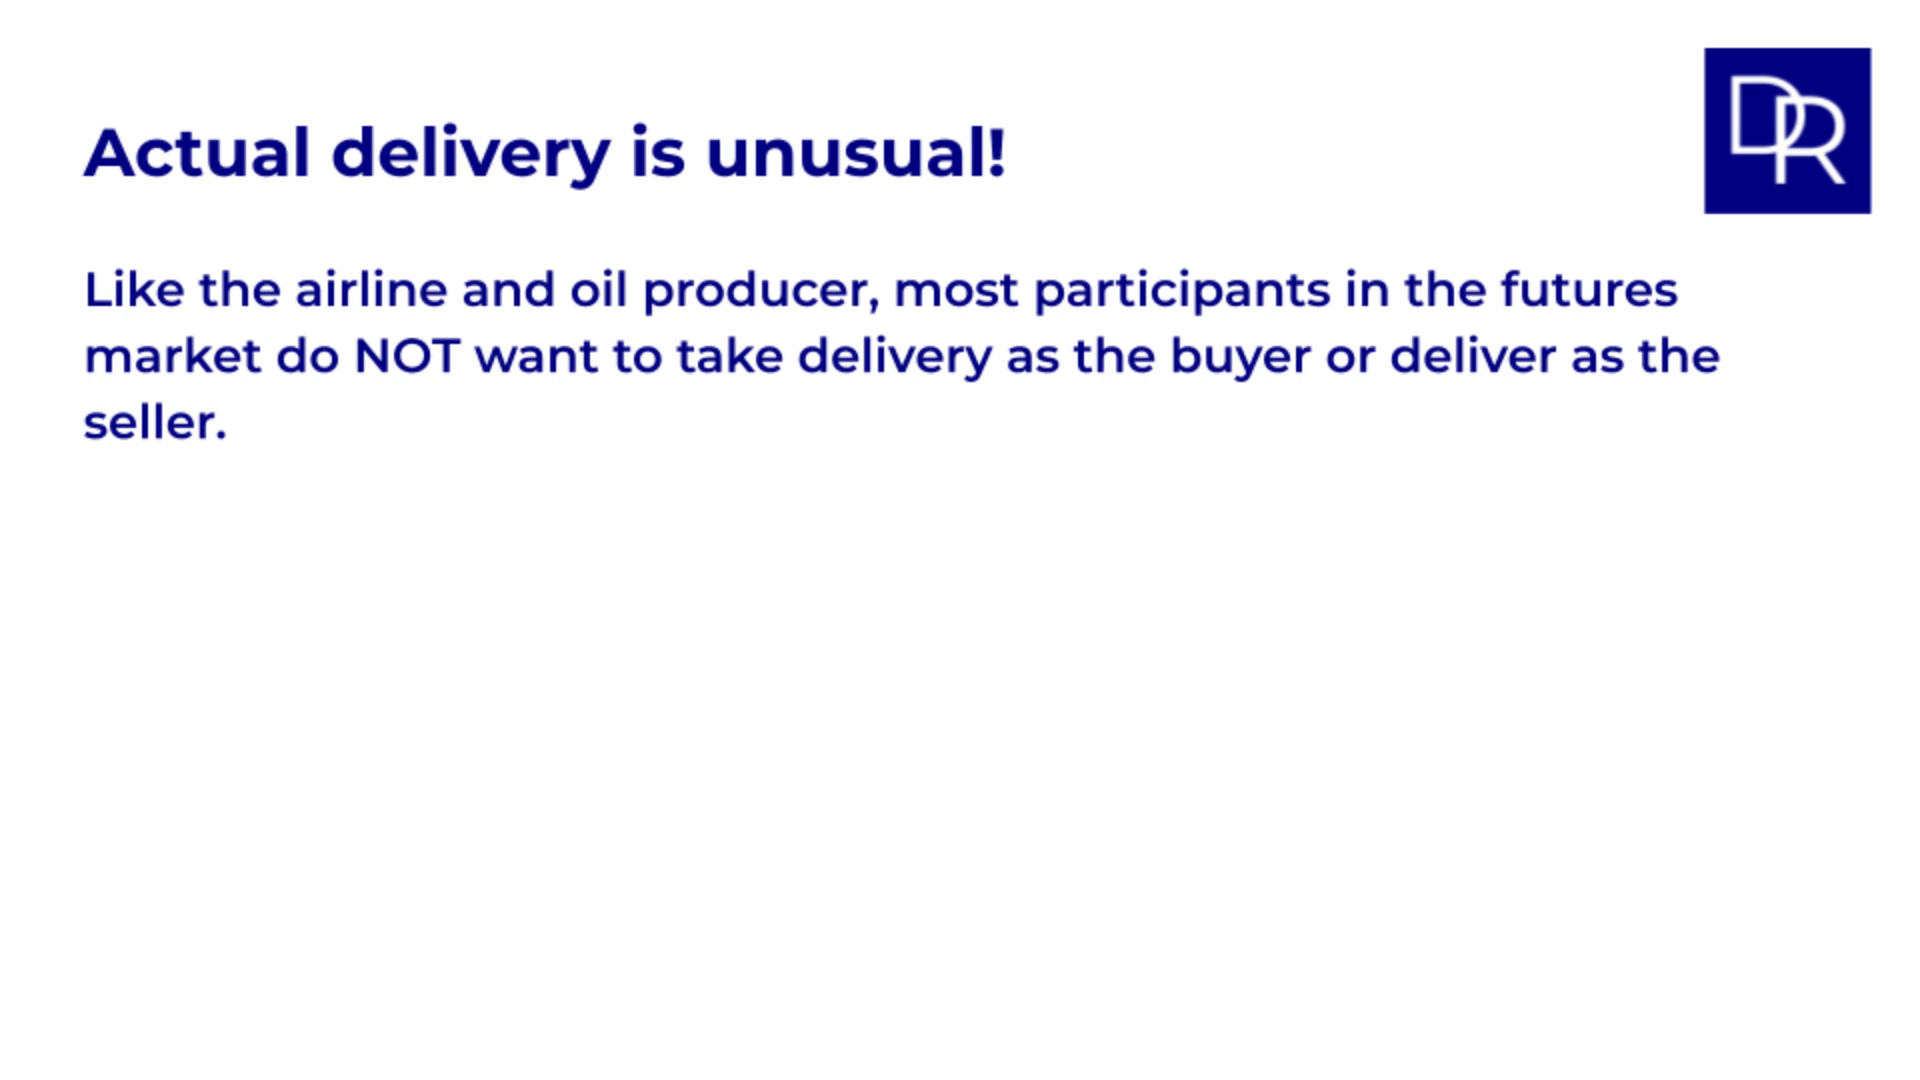 Actual delivery is unusual!
DR
Like the airline and oil producer, most participants in the futures
market do NOT want to take delivery as the buyer or deliver as the
seller.